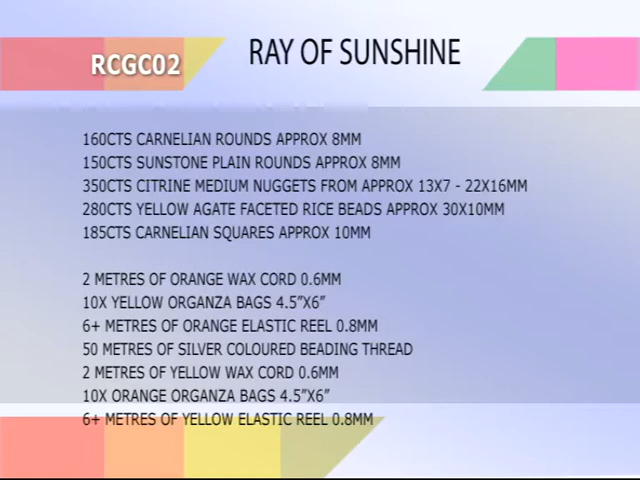 RCGC02
RAY OF SUNSHINE
160CTS CARNELIAN ROUNDS APPROX 8MM
150CTS SUNSTONE PLAIN ROUNDS APPROX 8MM
350CTS CITRINE MEDIUM NUGGETS FROM APPROX 13X7 - 22X16MM
280CTS YELLOW AGATE FACETED RICE BEADS APPROX 30X10MM
185CTS CARNELIAN SQUARES APPROX 10MM
2 METRES OF ORANGE WAX CORD 0.6MM
10X YELLOW ORGANZA BAGS 4.5”X6”
6+ METRES OF ORANGE ELASTIC REEL 0.8MM
50 METRES OF SILVER COLOURED BEADING THREAD
2 METRES OF YELLOW WAX CORD 0.6MM
10X ORANGE ORGANZA BAGS 4.5”X6”
6+ METRES OF YELLOW ELASTIC REEL 0.8MM